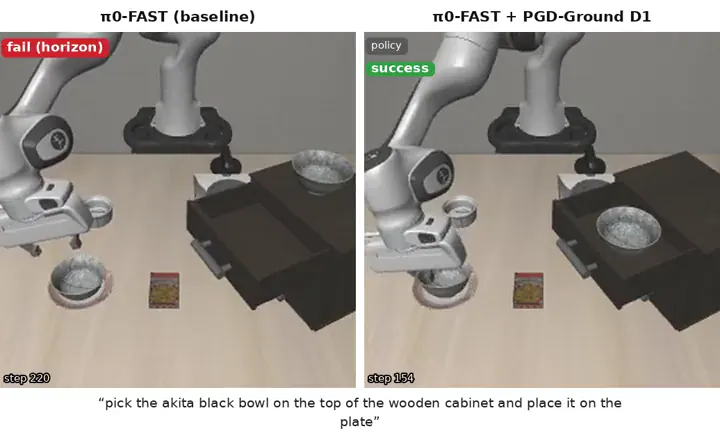 π0-FAST (baseline)
π0-FAST + PGD-Ground D1
fail (horizon)
policy
success
step 220
step 154
“pick the akita black bowl on the top of the wooden cabinet and place it on the
plate”